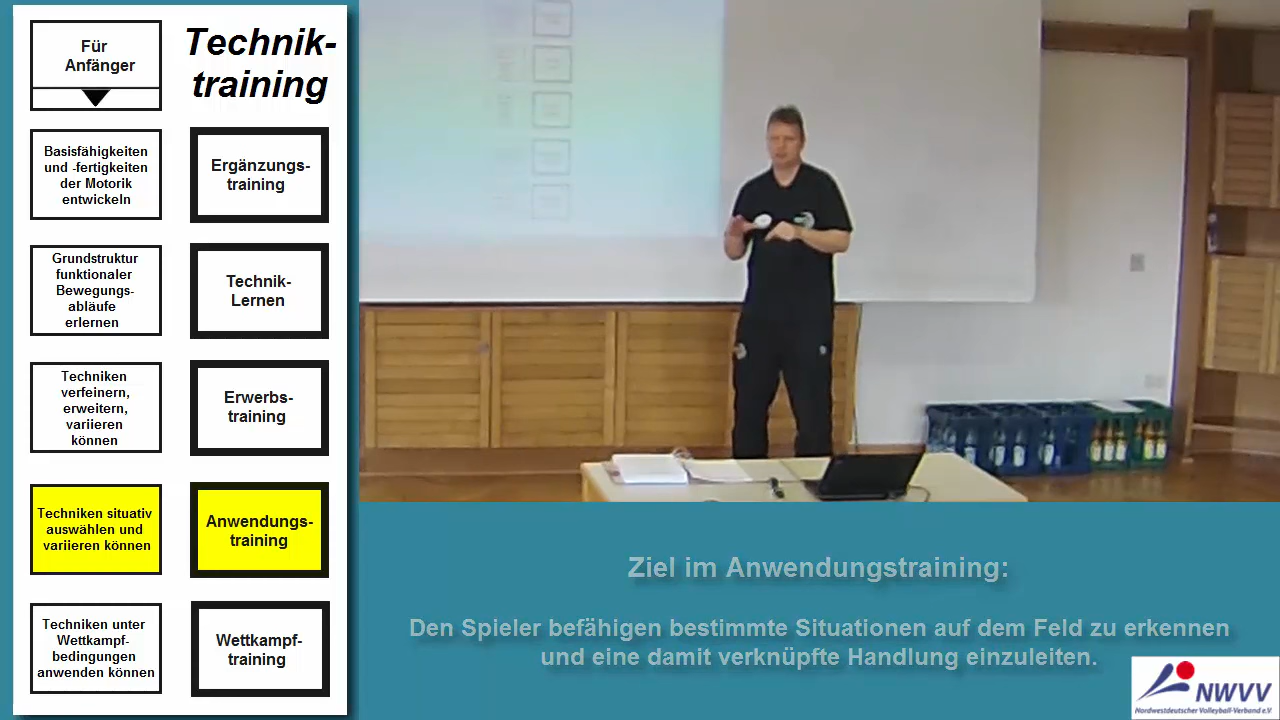 Für
Anfänger
Technik-
training
Basisfähigkeiten
und -fertigkeiten
der Motorik
entwickeln
Ergänzungs-
training
Grundstruktur
funktionaler
Bewegungs-
abläufe
erlernen
Technik-
Lernen
Techniken
verfeinern,
erweitern,
variieren
können
Erwerbs-
training
Techniken situativ
auswählen und
variieren können
Anwendungs-
training
Techniken unter
Wettkampf-
bedingungen
anwenden können
Wettkampf-
training
Ziel im Anwendungstraining:
Den Spieler befähigen bestimmte Situationen auf dem Feld zu erkennen
und eine damit verknüpfte Handlung einzuleiten.
NWVV
Nordwestdeutscher Volleyball-Verband e.V.